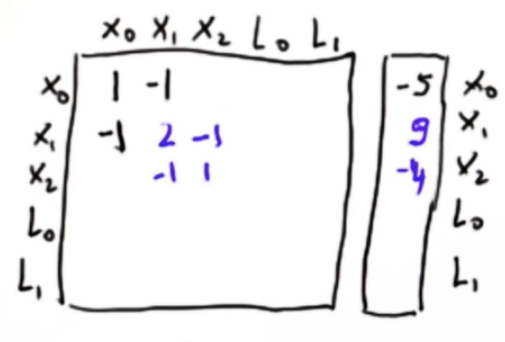 X₀ X₁ X₂ L₀ L₁
X₀ 1 -1 -5 X₀
X₁ -1 2 -1 9 X₁
X₂ -1 1 -4 X₂
L₀ L₀
L₁ L₁